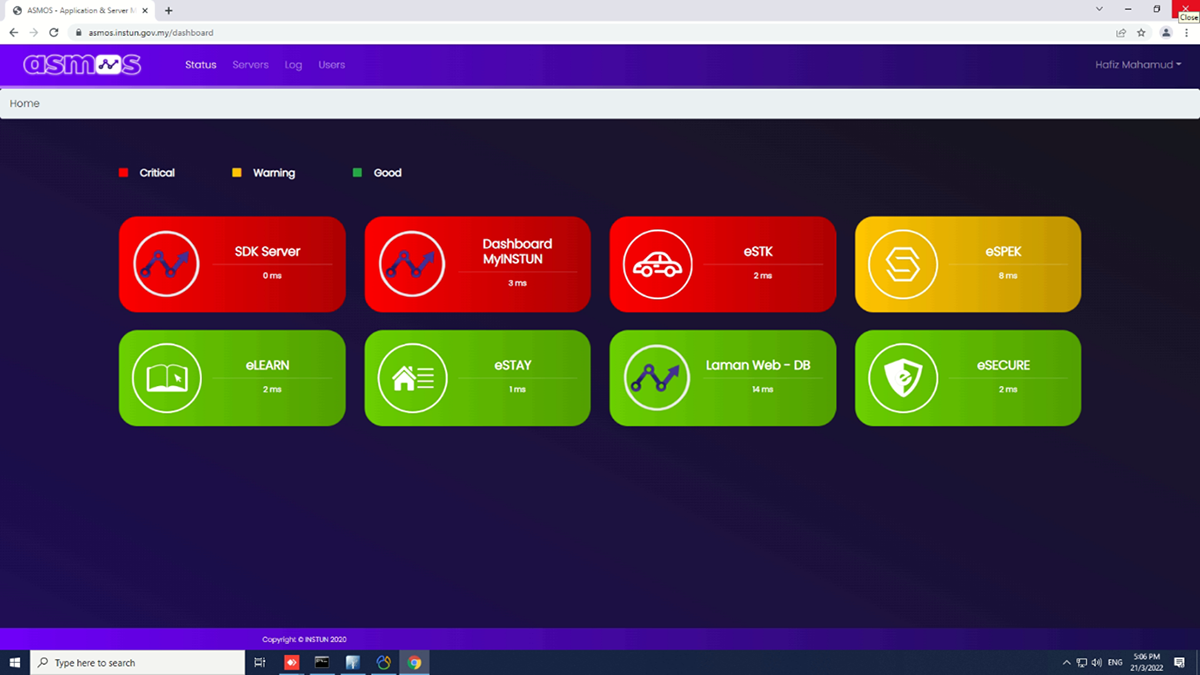 ASMOS - Application & Server M
Close
asmos.instun.gov.my/dashboard
asmos
Status
Servers
Log
Users
Hafiz Mahamud
Home
Critical
Warning
Good
SDK Server
0 ms
Dashboard
MyINSTUN
3 ms
eSTK
2 ms
eSPEK
8 ms
eLEARN
2 ms
eSTAY
1 ms
Laman Web - DB
14 ms
eSECURE
2 ms
Copyright © INSTUN 2020
Type here to search
ENG
5:06 PM
21/3/2022